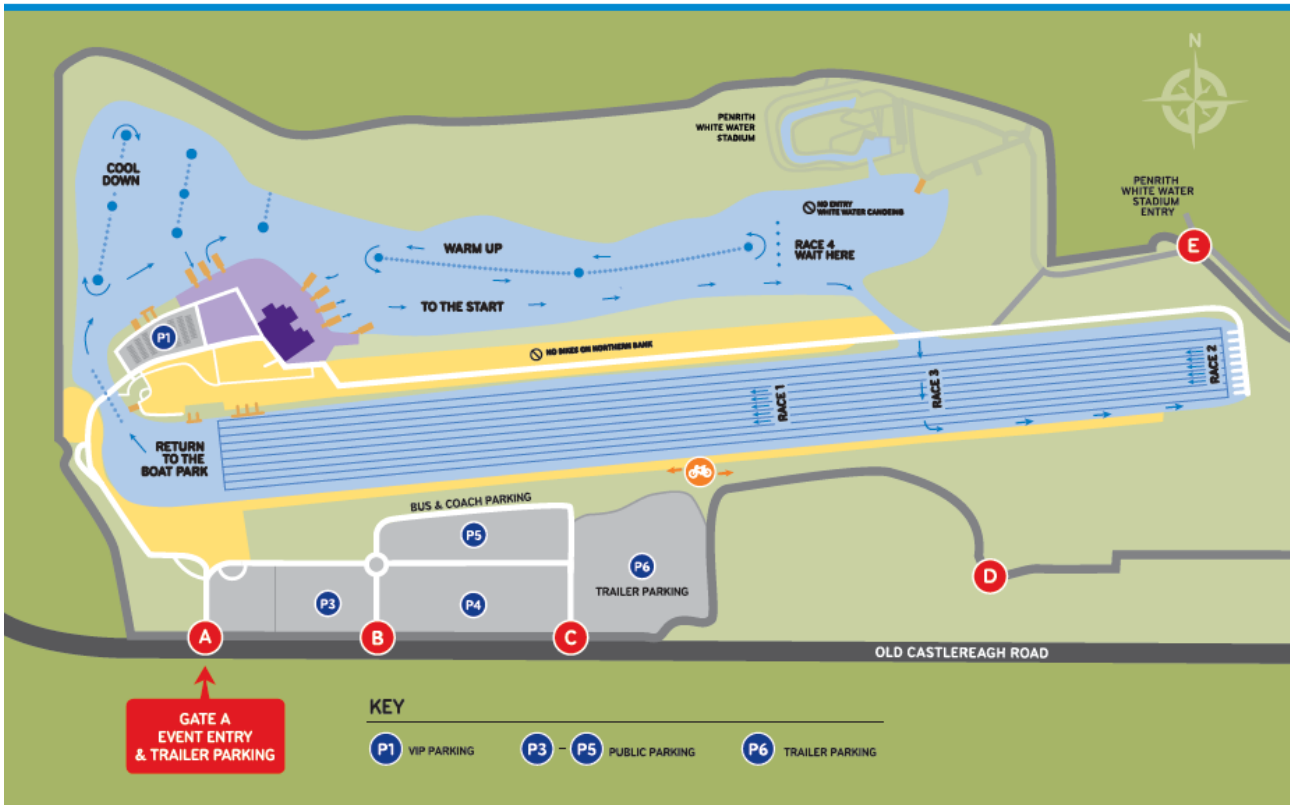 N
PENRITH
WHITE WATER
STADIUM
COOL
DOWN
PENRITH
WHITE WATER
STADIUM
ENTRY
NO ENTRY
WHITE WATER CANOEING
E
WARM UP
RACE 4
WAIT HERE
TO THE START
P1
NO BIKES ON NORTHERN BANK
RACE 1
RACE 3
RACE 2
RETURN
TO THE
BOAT PARK
BUS & COACH PARKING
P5
P6
TRAILER PARKING
D
P3
P4
A
B
C
OLD CASTLEREAGH ROAD
GATE A
EVENT ENTRY
& TRAILER PARKING
KEY
P1 VIP PARKING
P3 – P5 PUBLIC PARKING
P6 TRAILER PARKING